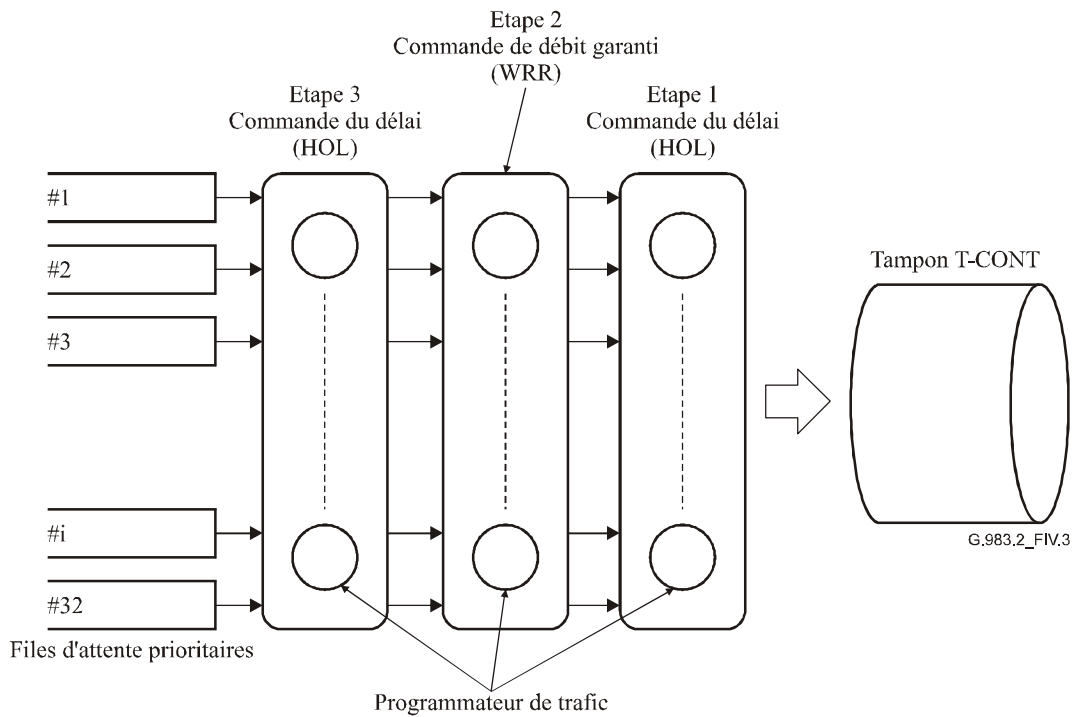 Etape 2
Commande de débit garanti
(WRR)
Etape 3
Commande du délai
(HOL)
Etape 1
Commande du délai
(HOL)
#1
#2
#3
#i
#32
Files d'attente prioritaires
Tampon T-CONT
G.983.2_FIV.3
Programmateur de trafic